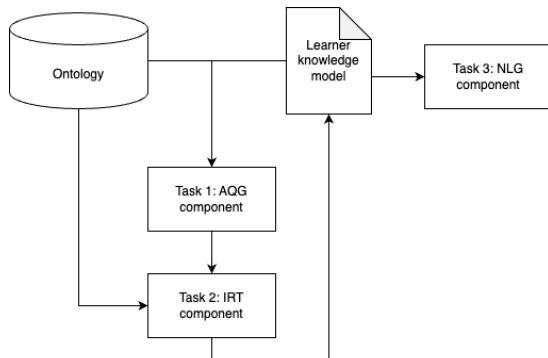 Ontology
Learner
knowledge
model
Task 3: NLG
component
Task 1: AQG
component
Task 2: IRT
component